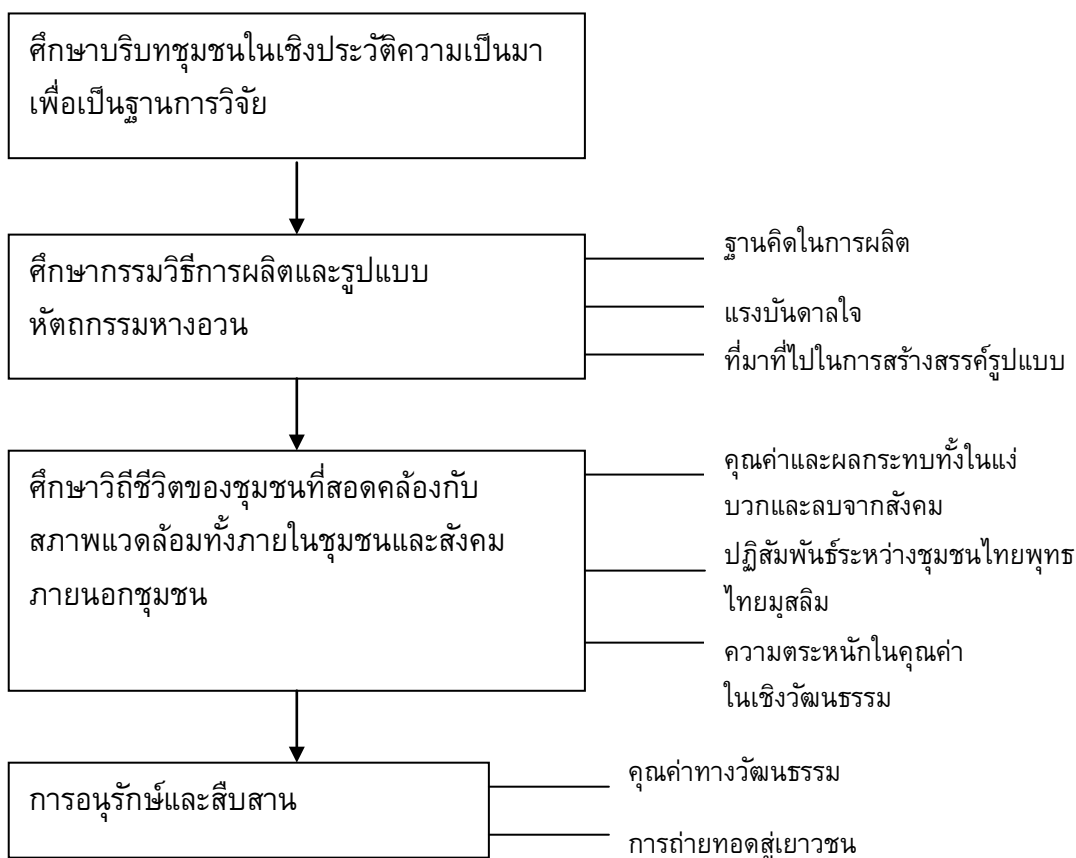 ศึกษาบริบทชุมชนในเชิงประวัติความเป็นมา
เพื่อเป็นฐานการวิจัย
ศึกษากรรมวิธีการผลิตและรูปแบบ
หัตถกรรมหางอวน
ฐานคิดในการผลิต
แรงบันดาลใจ
ที่มาที่ไปในการสร้างสรรค์รูปแบบ
ศึกษาวิถีชีวิตของชุมชนที่สอดคล้องกับ
สภาพแวดล้อมทั้งภายในชุมชนและสังคม
ภายนอกชุมชน
คุณค่าและผลกระทบทั้งในแง่
บวกและลบจากสังคม
ปฏิสัมพันธ์ระหว่างชุมชนไทยพุทธ
ไทยมุสลิม
ความตระหนักในคุณค่า
ในเชิงวัฒนธรรม
การอนุรักษ์และสืบสาน
คุณค่าทางวัฒนธรรม
การถ่ายทอดสู่เยาวชน